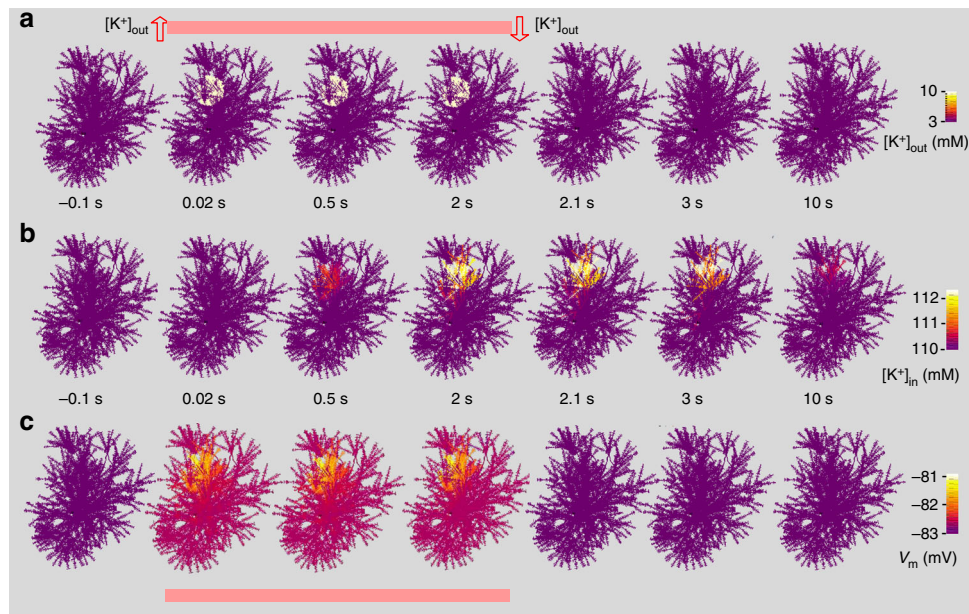 a
[K⁺]out
[K⁺]out
10
3
[K⁺]out (mM)
–0.1 s 0.02 s 0.5 s 2 s 2.1 s 3 s 10 s
b
112
111
110
[K⁺]in
(mM)
–0.1 s 0.02 s 0.5 s 2 s 2.1 s 3 s 10 s
c
–81
–82
–83
Vm (mV)